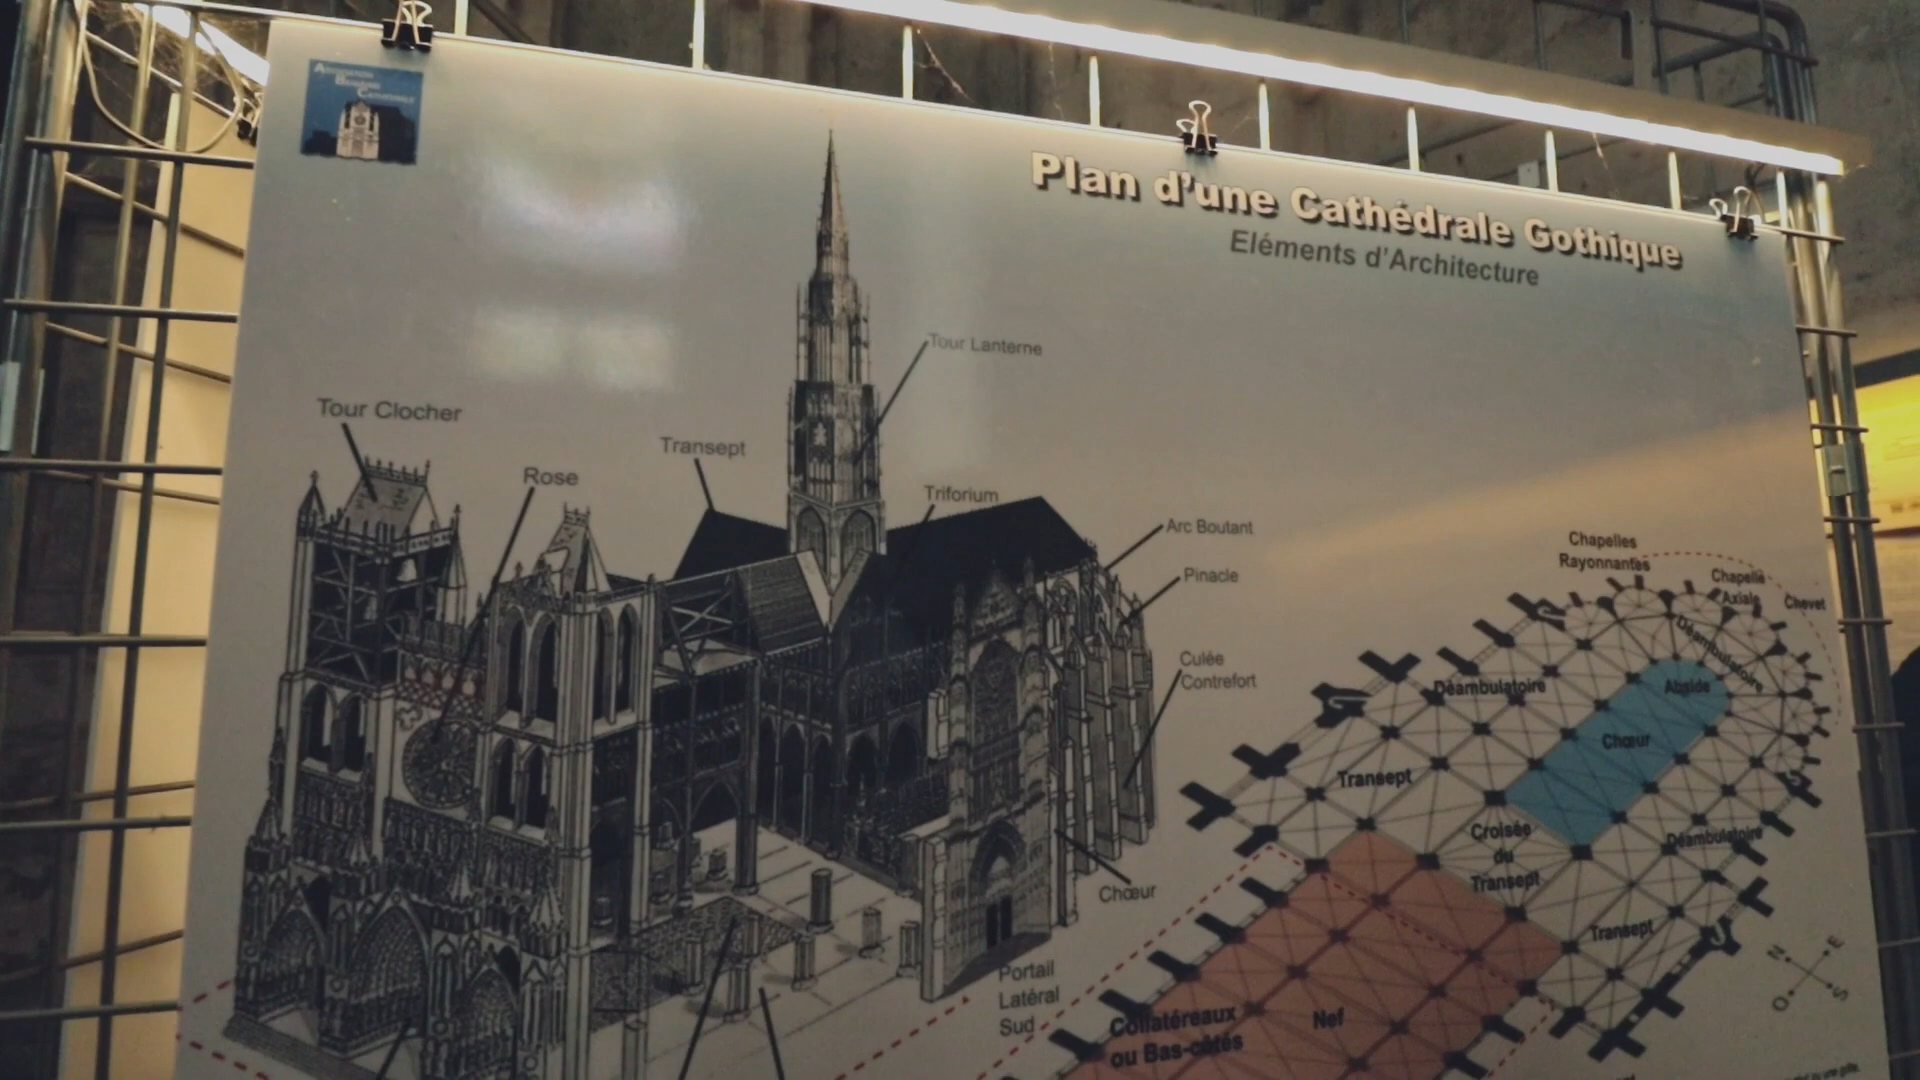 Plan d'une Cathédrale Gothique
Eléments d'Architecture
Tour Lanterne
Tour Clocher
Transept
Rose
Triforium
Arc Boutant
Pinacle
Culée
Contrefort
Chœur
Portail
Latéral
Sud
Chapelles
Rayonnantes
Chapelle
Axiale
Chevet
Déambulatoire
Déambulatoire
Abside
Chœur
Transept
Croisée
du
Transept
Déambulatoire
Transept
N
E
O
S
Collatéreaux
ou Bas-côtés
Nef